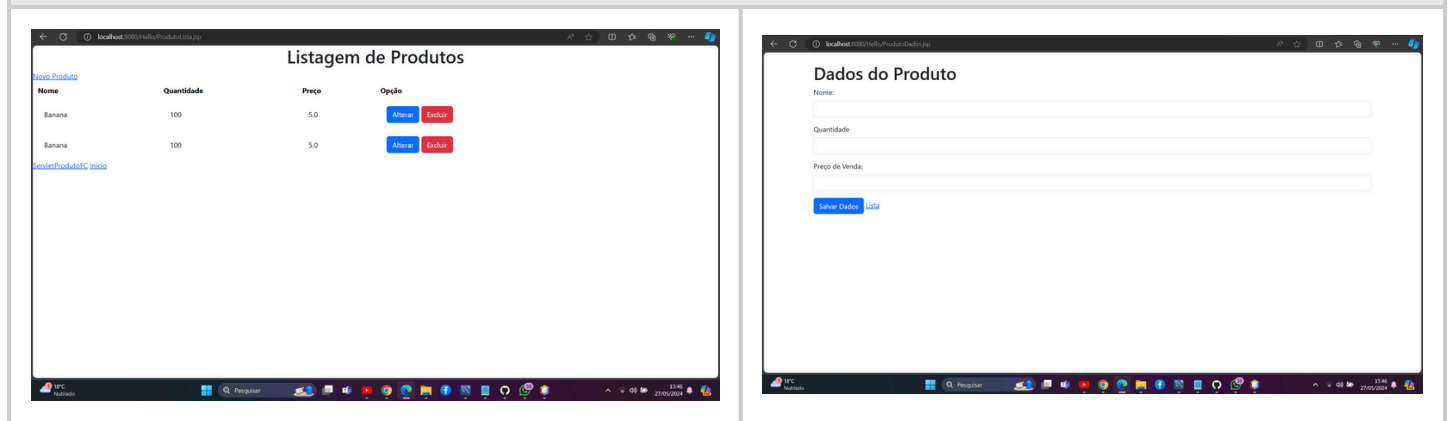 localhost:8080/Hello/ProdutoLista.jsp
Listagem de Produtos
Novo Produto
Nome Quantidade Preço Opção
Banana 100 5.0 Alterar Excluir
Banana 100 5.0 Alterar Excluir
ServletProdutoFC Inicio
18°C
Nublado
Pesquisar
15:46
27/05/2024
localhost:8080/Hello/ProdutoDados.jsp
Dados do Produto
Nome:
Quantidade
Preço de Venda:
Salvar Dados Lista
18°C
Nublado
Pesquisar
15:46
27/05/2024